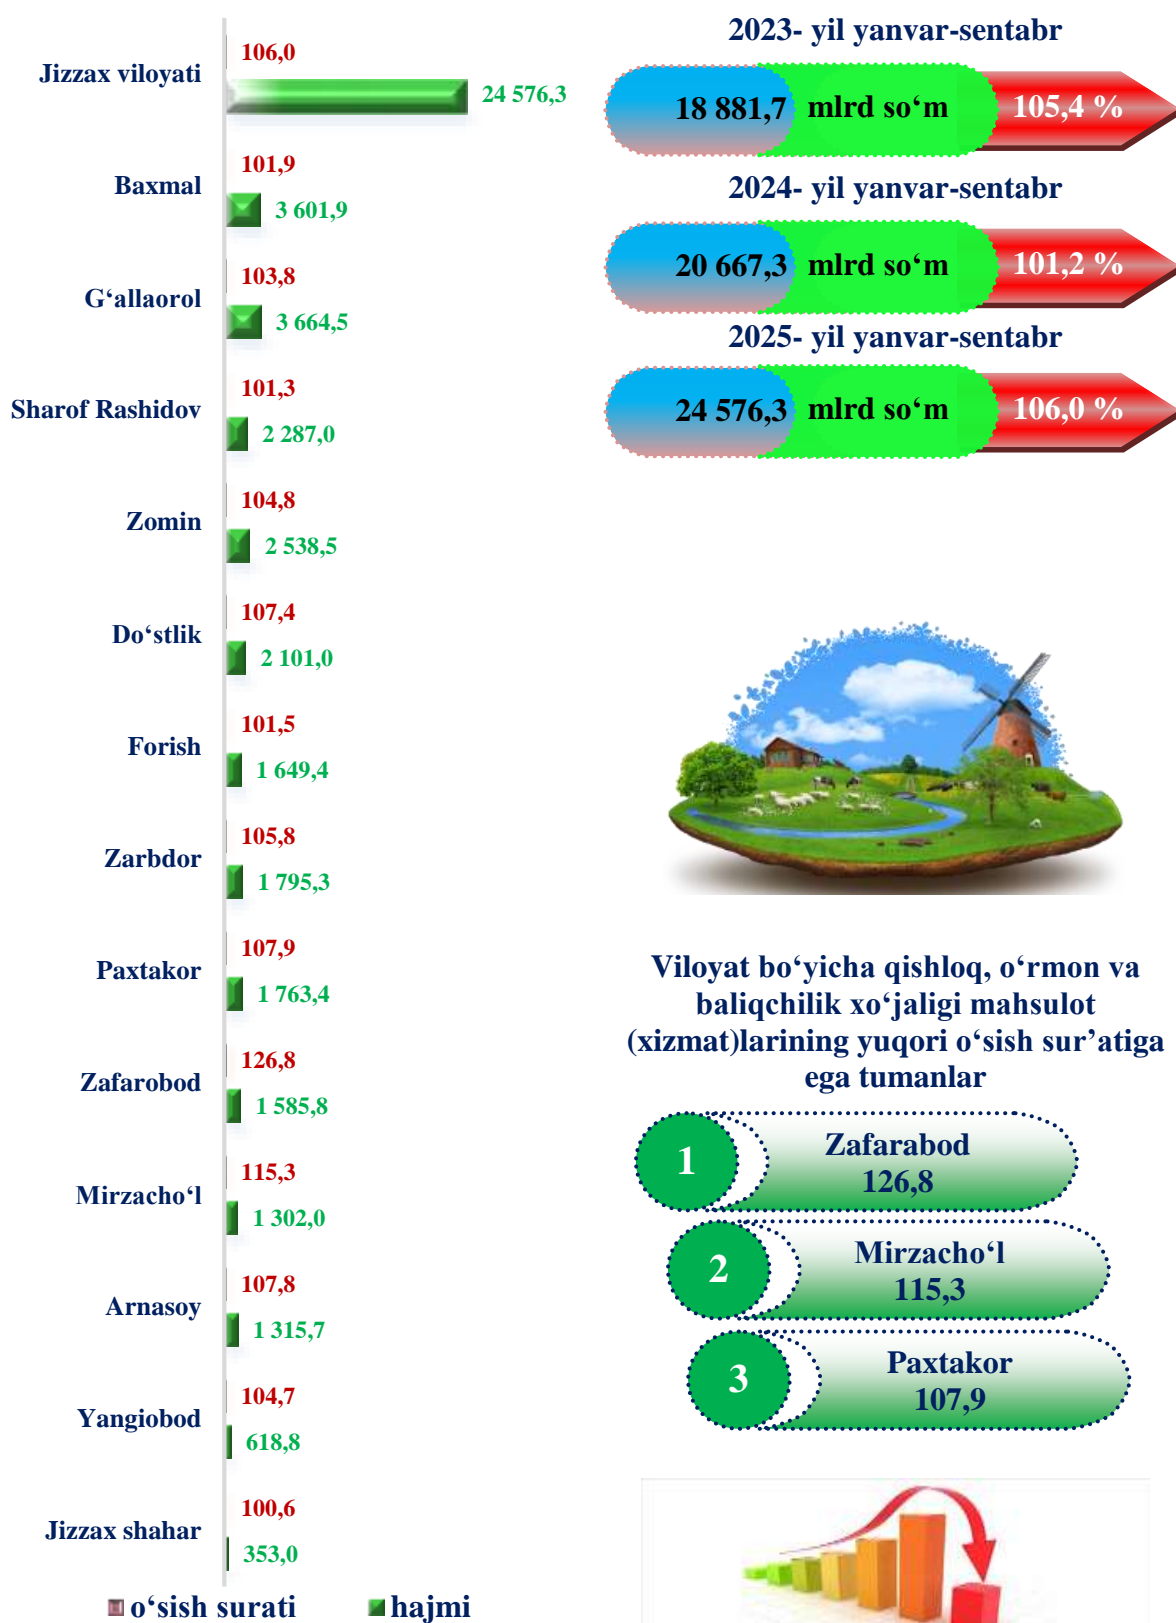 Jizzax viloyati
106,0
24 576,3
Baxmal
101,9
3 601,9
G‘allaorol
103,8
3 664,5
Sharof Rashidov
101,3
2 287,0
Zomin
104,8
2 538,5
Do‘stlik
107,4
2 101,0
Forish
101,5
1 649,4
Zarbdor
105,8
1 795,3
Paxtakor
107,9
1 763,4
Zafarobod
126,8
1 585,8
Mirzacho‘l
115,3
1 302,0
Arnasoy
107,8
1 315,7
Yangiobod
104,7
618,8
Jizzax shahar
100,6
353,0
o‘sish surati hajmi
2023- yil yanvar-sentabr
18 881,7 mlrd so‘m 105,4 %
2024- yil yanvar-sentabr
20 667,3 mlrd so‘m 101,2 %
2025- yil yanvar-sentabr
24 576,3 mlrd so‘m 106,0 %
Viloyat bo‘yicha qishloq, o‘rmon va
baliqchilik xo‘jaligi mahsulot
(xizmat)larining yuqori o‘sish sur’atiga
ega tumanlar
1
Zafarabod
126,8
2
Mirzacho‘l
115,3
3
Paxtakor
107,9